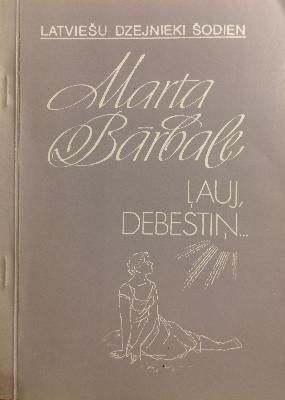 LATVIEŠU DZEJNIEKI ŠODIEN
Marta
Bārbale
ĻAUJ,
DEBESTIŅ...